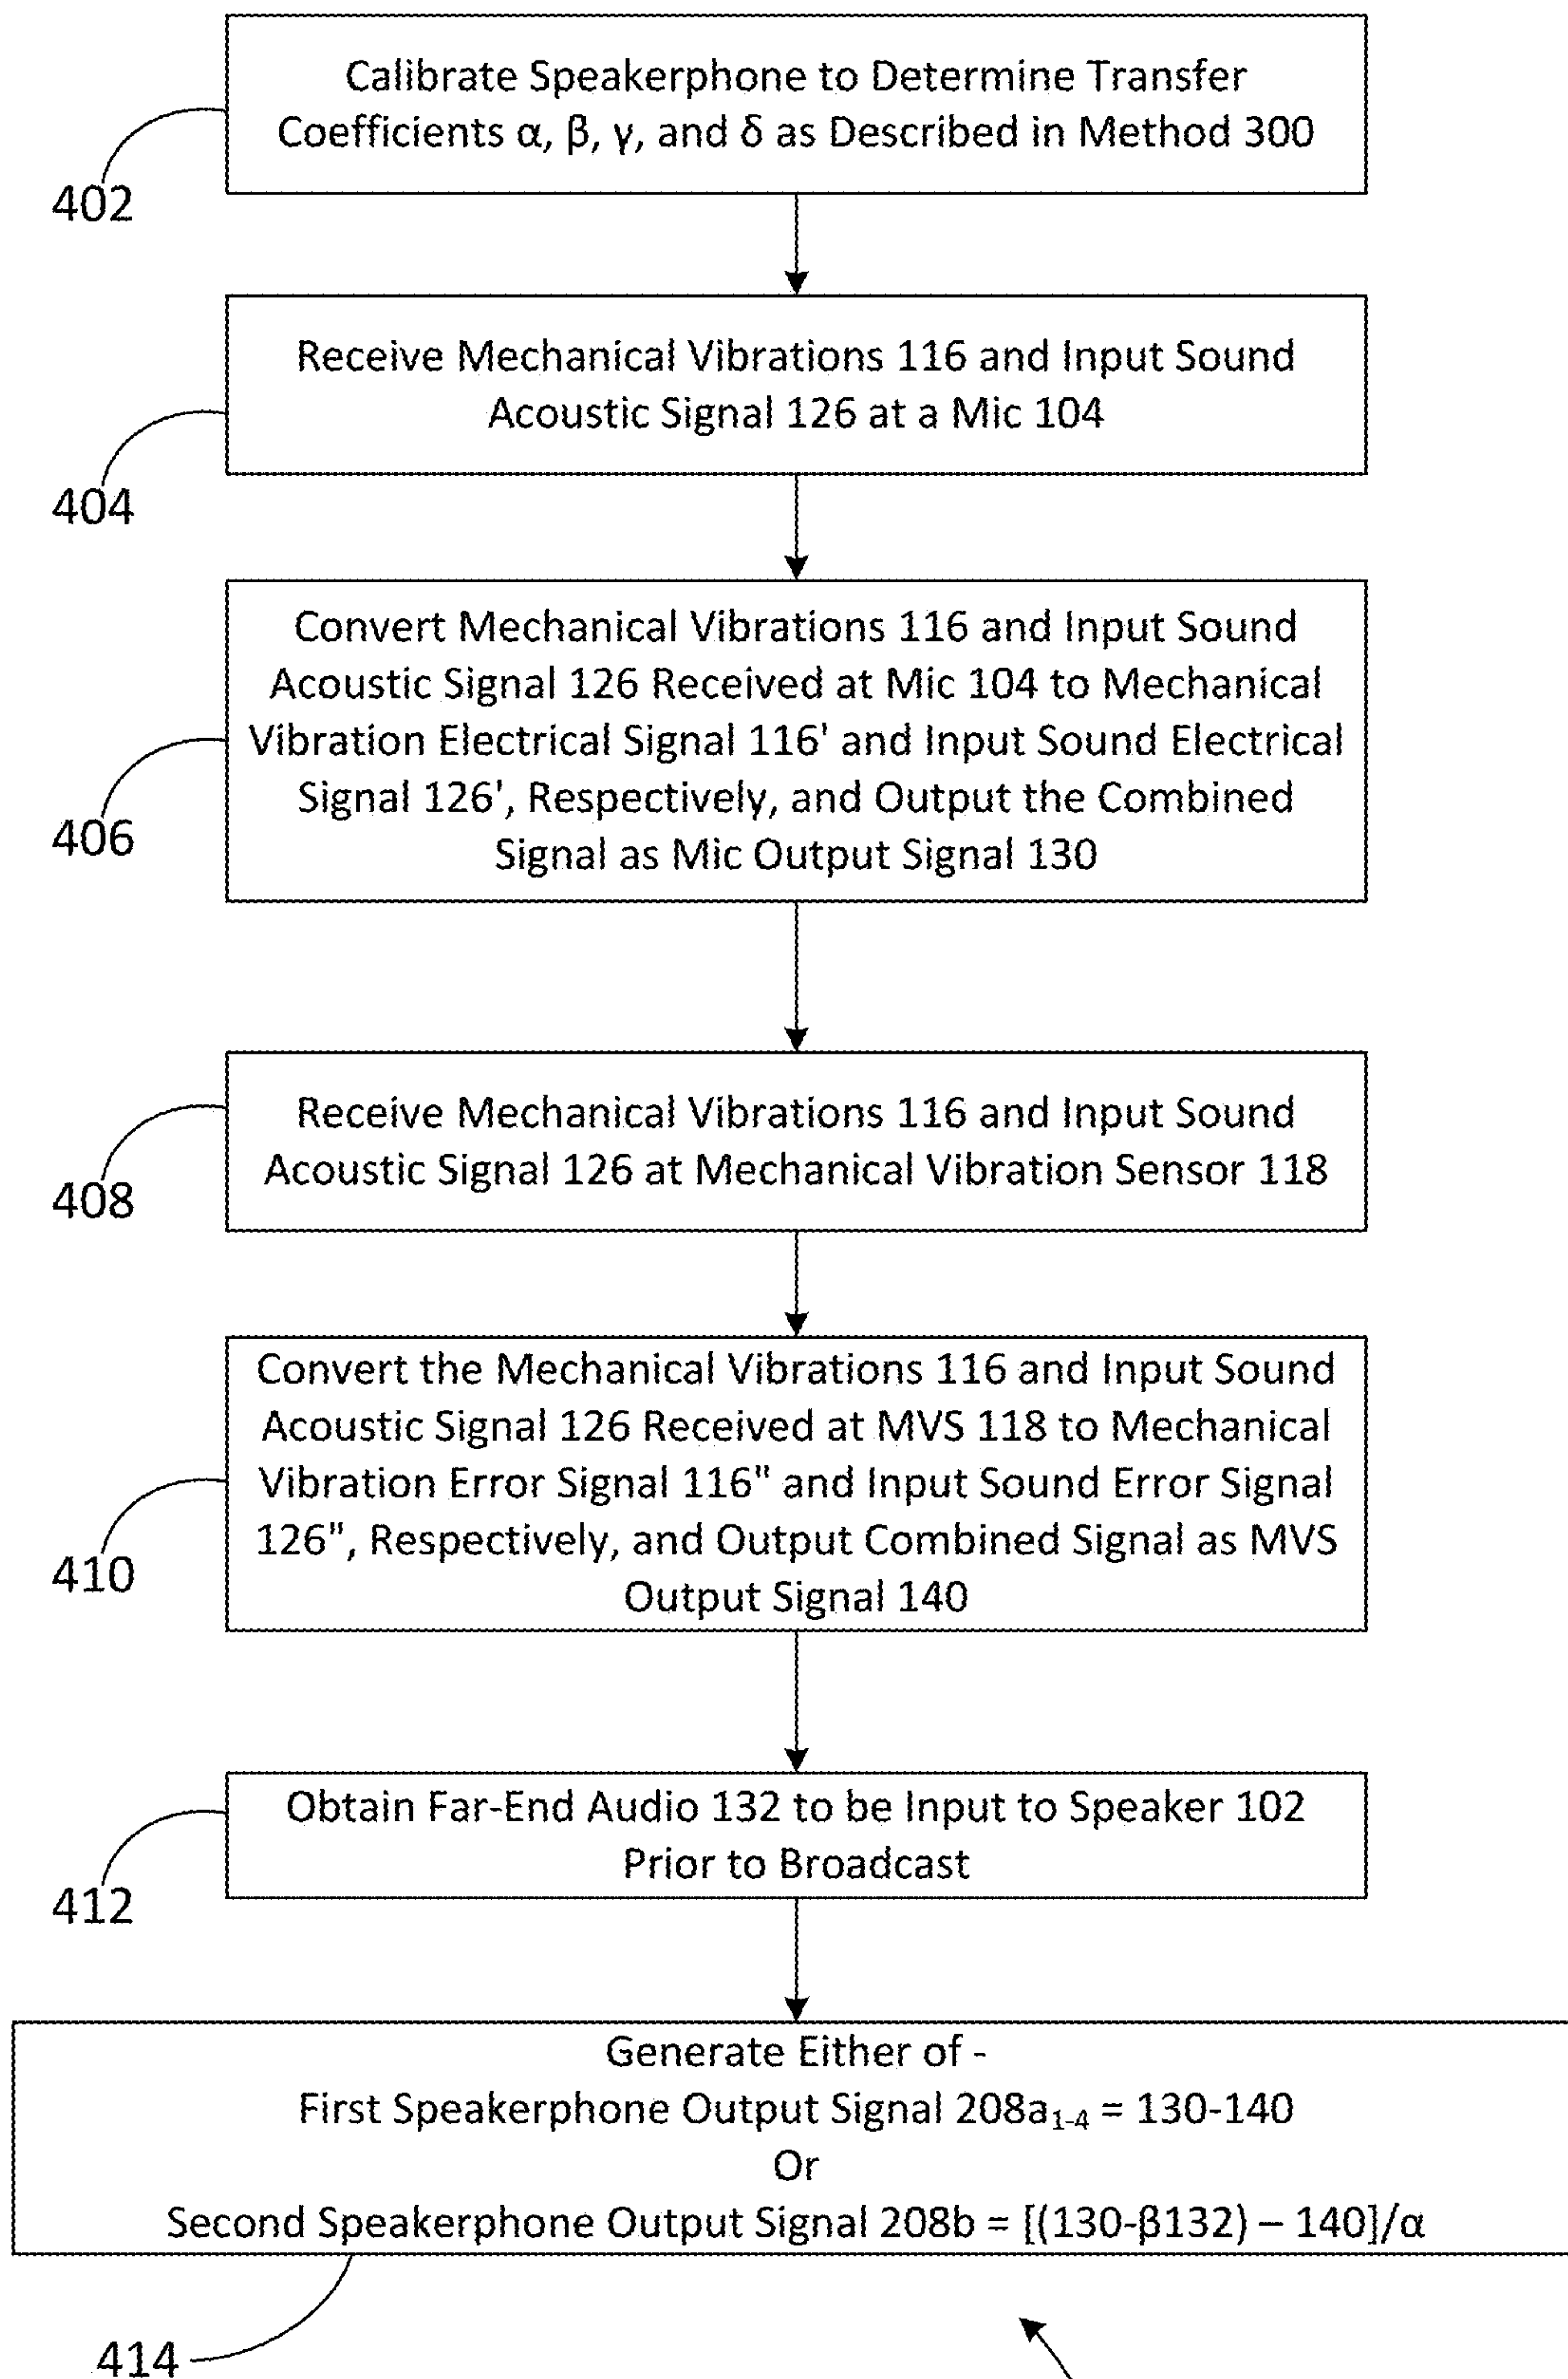 Calibrate Speakerphone to Determine Transfer
Coefficients α, β, γ, and δ as Described in Method 300
402
Receive Mechanical Vibrations 116 and Input Sound
Acoustic Signal 126 at a Mic 104
404
Convert Mechanical Vibrations 116 and Input Sound
Acoustic Signal 126 Received at Mic 104 to Mechanical
Vibration Electrical Signal 116' and Input Sound Electrical
Signal 126', Respectively, and Output the Combined
Signal as Mic Output Signal 130
406
Receive Mechanical Vibrations 116 and Input Sound
Acoustic Signal 126 at Mechanical Vibration Sensor 118
408
Convert the Mechanical Vibrations 116 and Input Sound
Acoustic Signal 126 Received at MVS 118 to Mechanical
Vibration Error Signal 116" and Input Sound Error Signal
126", Respectively, and Output Combined Signal as MVS
Output Signal 140
410
Obtain Far-End Audio 132 to be Input to Speaker 102
Prior to Broadcast
412
Generate Either of -
First Speakerphone Output Signal 208a₁₋₄ = 130-140
Or
Second Speakerphone Output Signal 208b = [(130-β132) – 140]/α
414